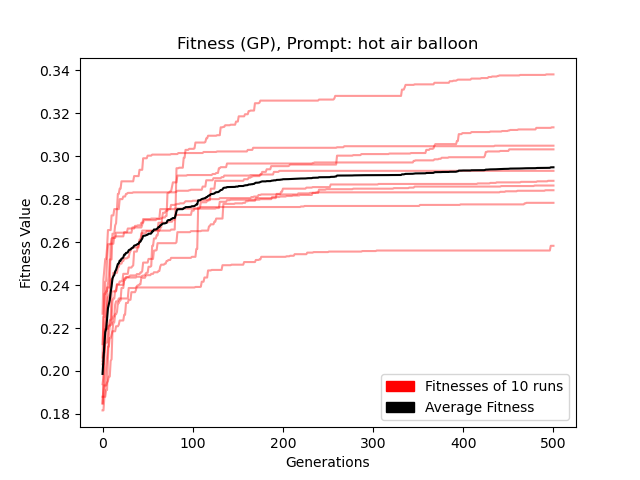 Fitness (GP), Prompt: hot air balloon
Fitness Value
0.34
0.32
0.30
0.28
0.26
0.24
0.22
0.20
0.18
Fitnesses of 10 runs
Average Fitness
0 100 200 300 400 500
Generations